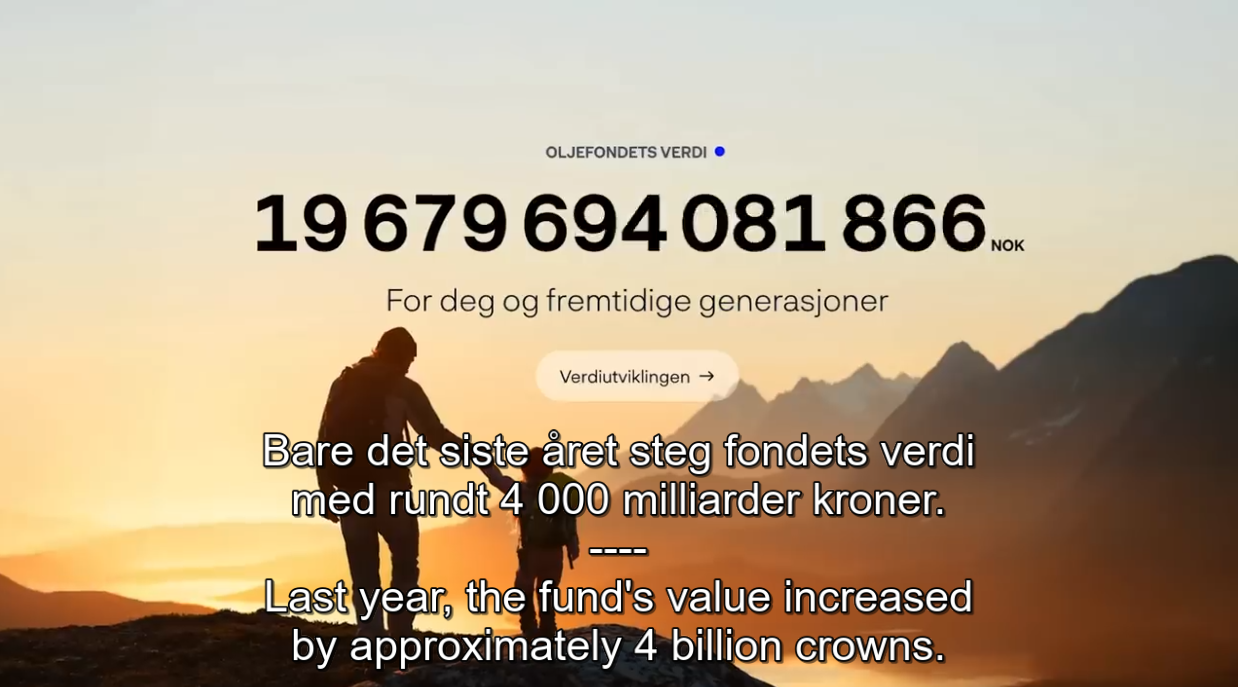 OLJEFONDETS VERDI
19 679 694 081 866 NOK
For deg og fremtidige generasjoner
Verdiutviklingen →
Bare det siste året steg fondets verdi
med rundt 4 000 milliarder kroner.
----
Last year, the fund's value increased
by approximately 4 billion crowns.